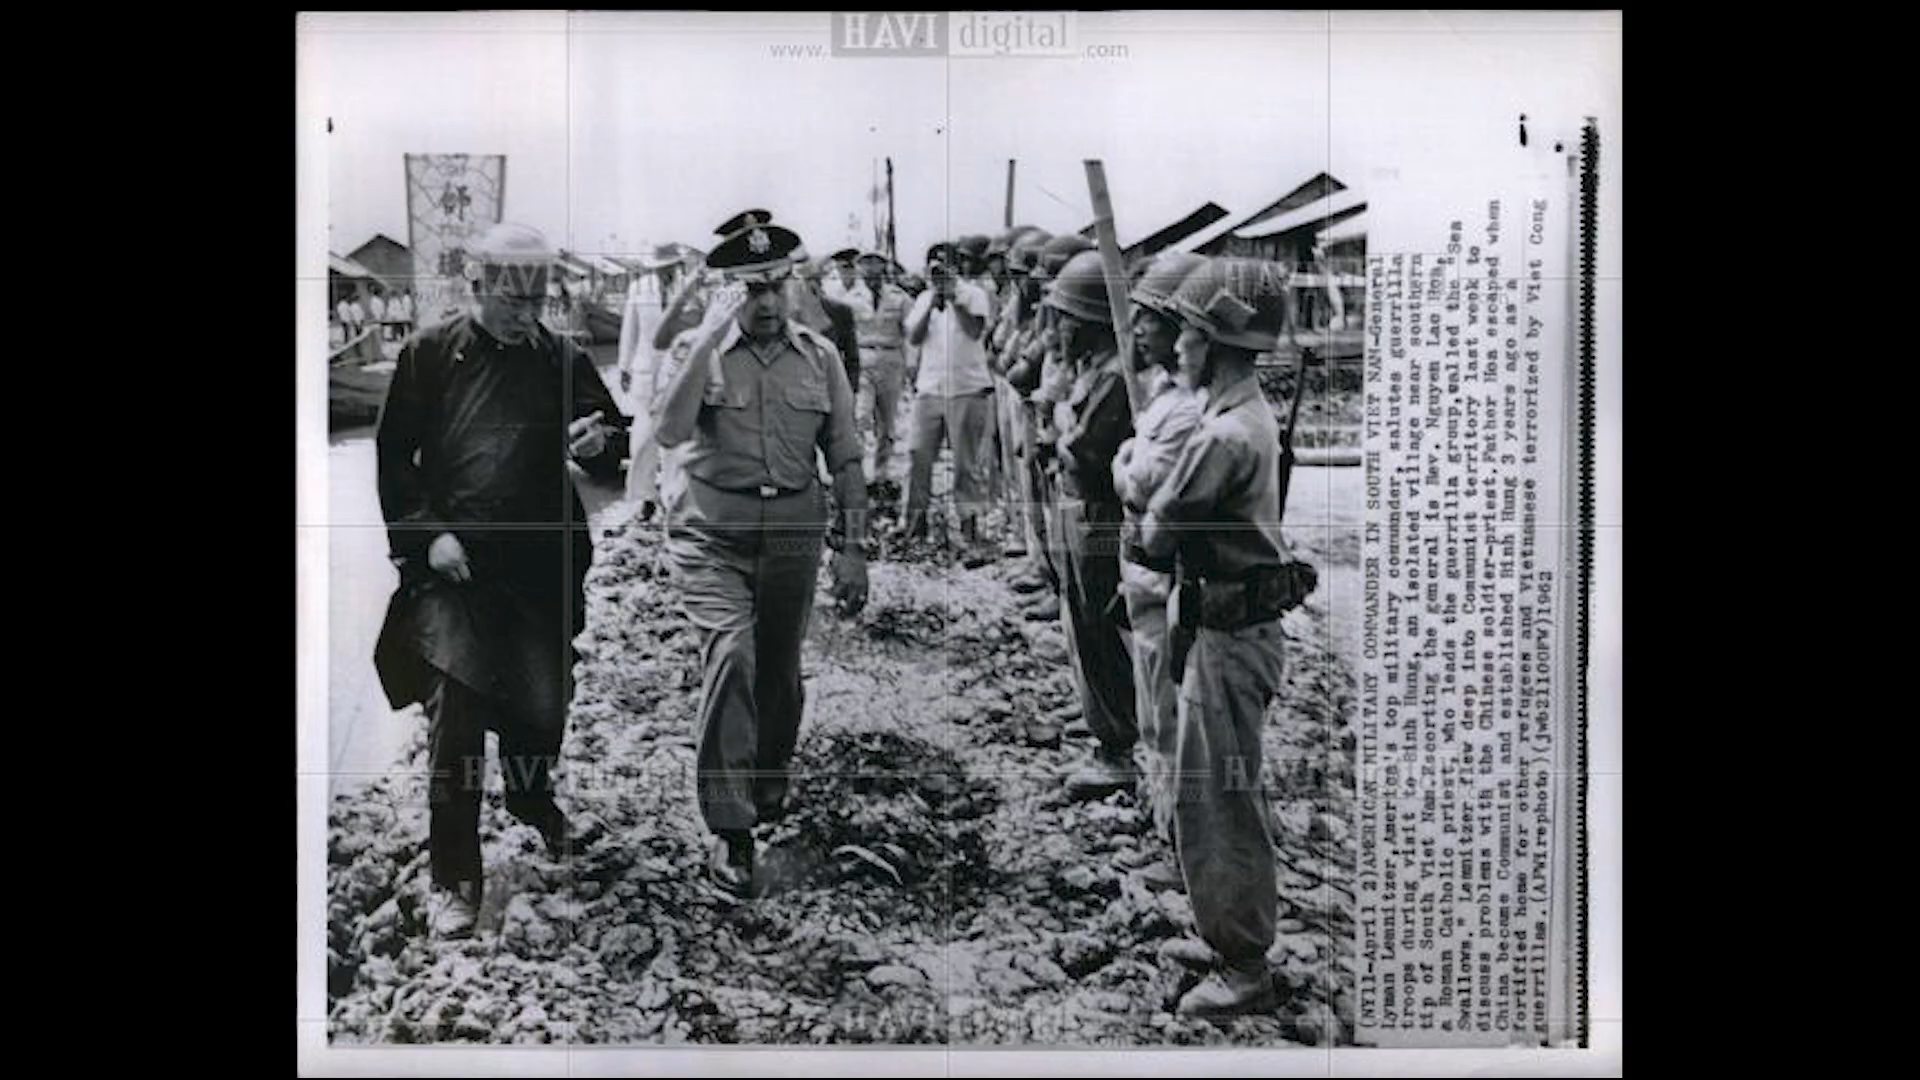 www. HAVI digital .com
師
(NY11-April 2)AMERICAN MILITARY COMMANDER IN SOUTH VIET NAM-General
Lyman Lemnitzer,America's top military commander, salutes guerrilla
troops during visit to Binh Hung, an isolated village near southern
tip of South Viet Nam.Escorting the general is Rev. Nguyen Lac Hoa,
a Roman Catholic priest, who leads the guerrilla group,called the "Sea
Swallows." Lemnitzer flew deep into Communist territory last week to
discuss problems with the Chinese soldier-priest.Father Hoa escaped when
China became Communist and established Binh Hung 3 years ago as a
fortified home for other refugees and Vietnamese terrorized by Viet Cong
guerrillas.(APWirephoto)(jwb21100FW)1962